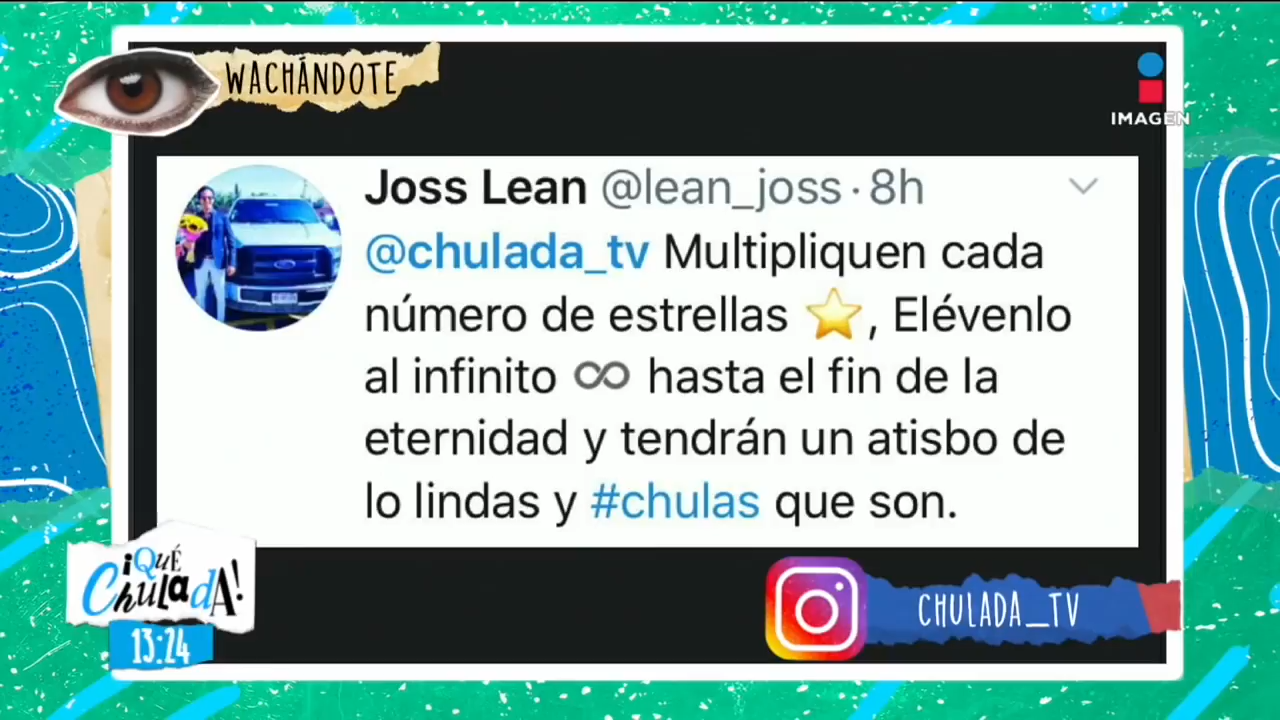 WACHÁNDOTE
IMAGEN
Joss Lean @lean_joss · 8h
@chulada_tv Multipliquen cada
número de estrellas ⭐, Elévenlo
al infinito ∞ hasta el fin de la
eternidad y tendrán un atisbo de
lo lindas y #chulas que son.
¡QUÉ
ChuladA!
13:24
CHULADA_TV